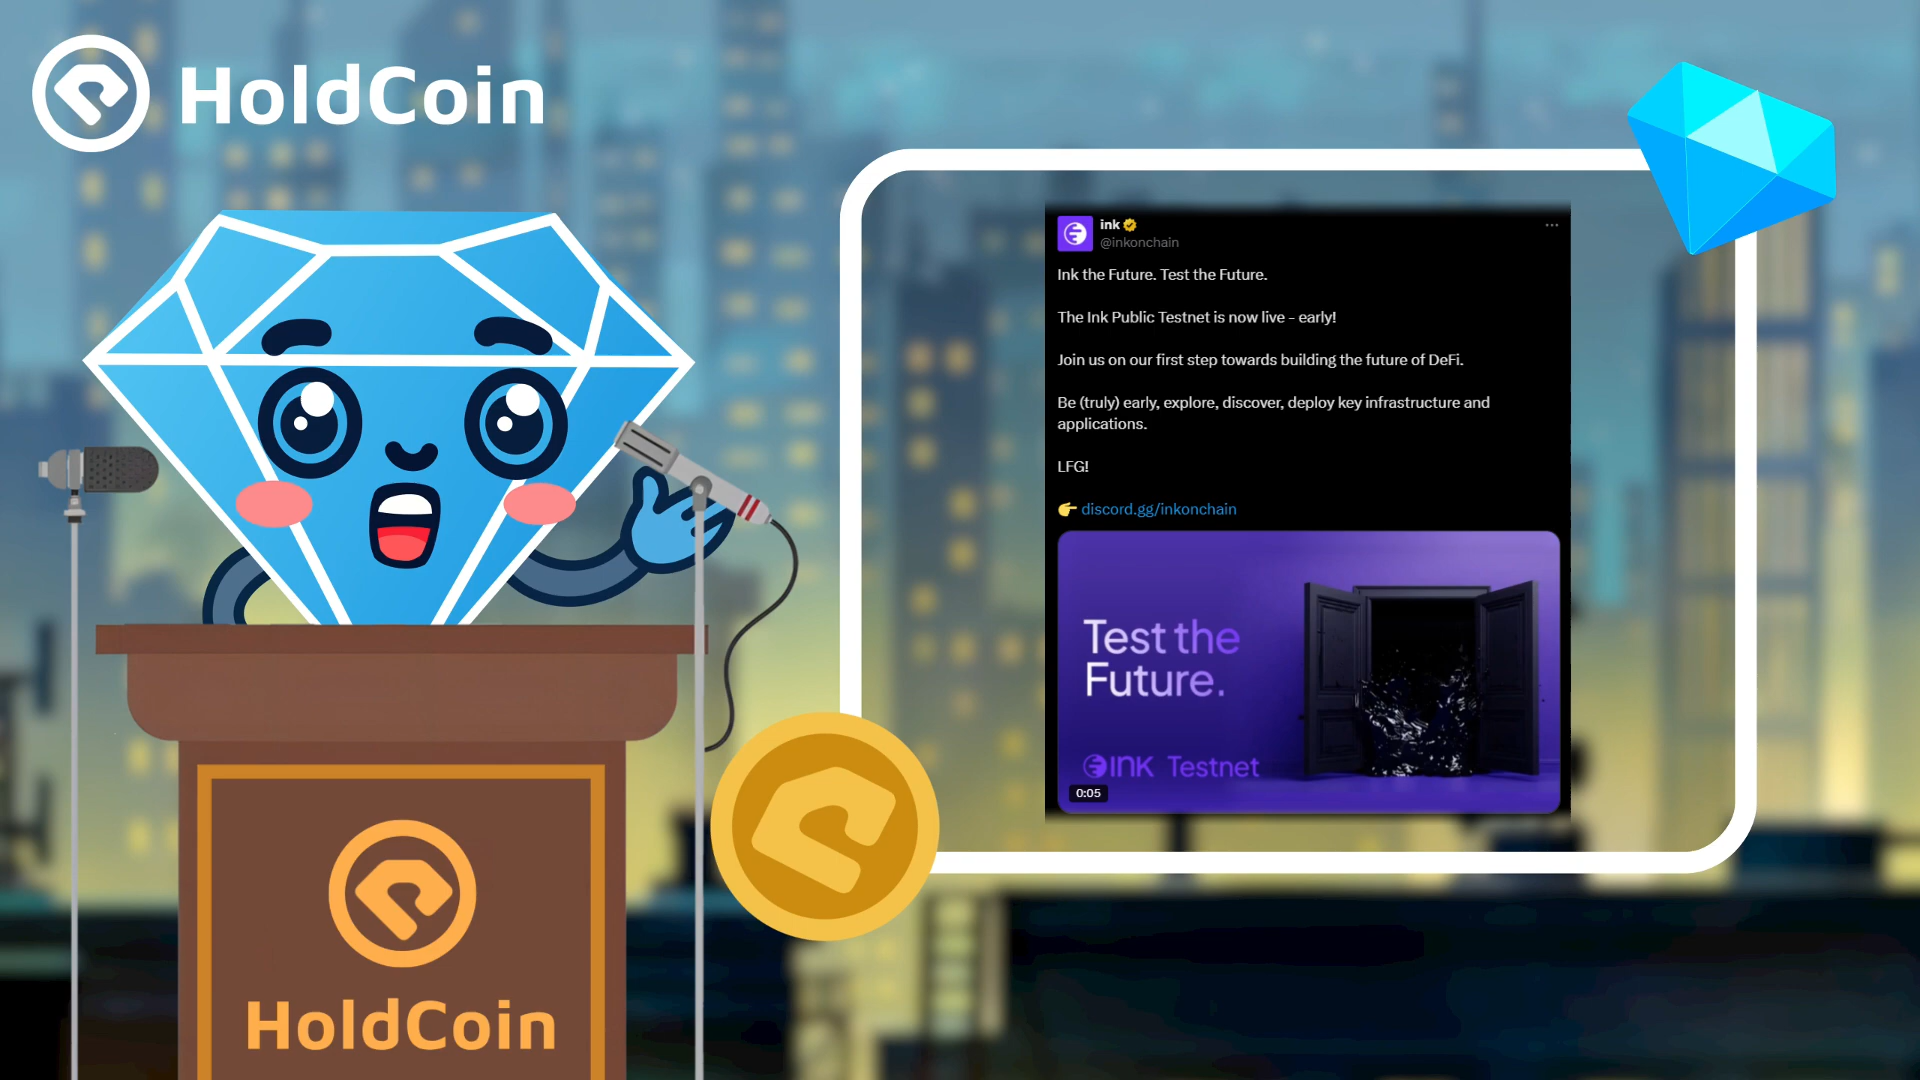 HoldCoin
ink
@inkonchain
Ink the Future. Test the Future.
The Ink Public Testnet is now live - early!
Join us on our first step towards building the future of DeFi.
Be (truly) early, explore, discover, deploy key infrastructure and
applications.
LFG!
👉 discord.gg/inkonchain
Test the
Future.
INK Testnet
0:05
HoldCoin